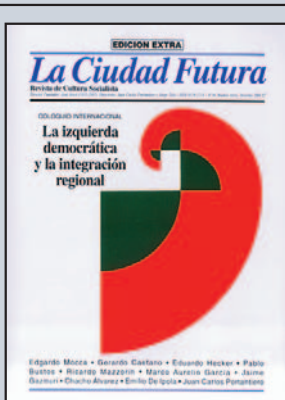 EDICION EXTRA
La Ciudad Futura
Revista de Cultura Socialista
COLOQUIO INTERNACIONAL
La izquierda
democrática
y la integración
regional
Edgardo Mocca • Gerardo Caetano • Eduardo Hecker • Pablo
Bustos • Ricardo Mazzorin • Marco Aurelio García • Jaime
Gazmuri • Chacho Alvarez • Emilio De Ipola • Juan Carlos Portantiero